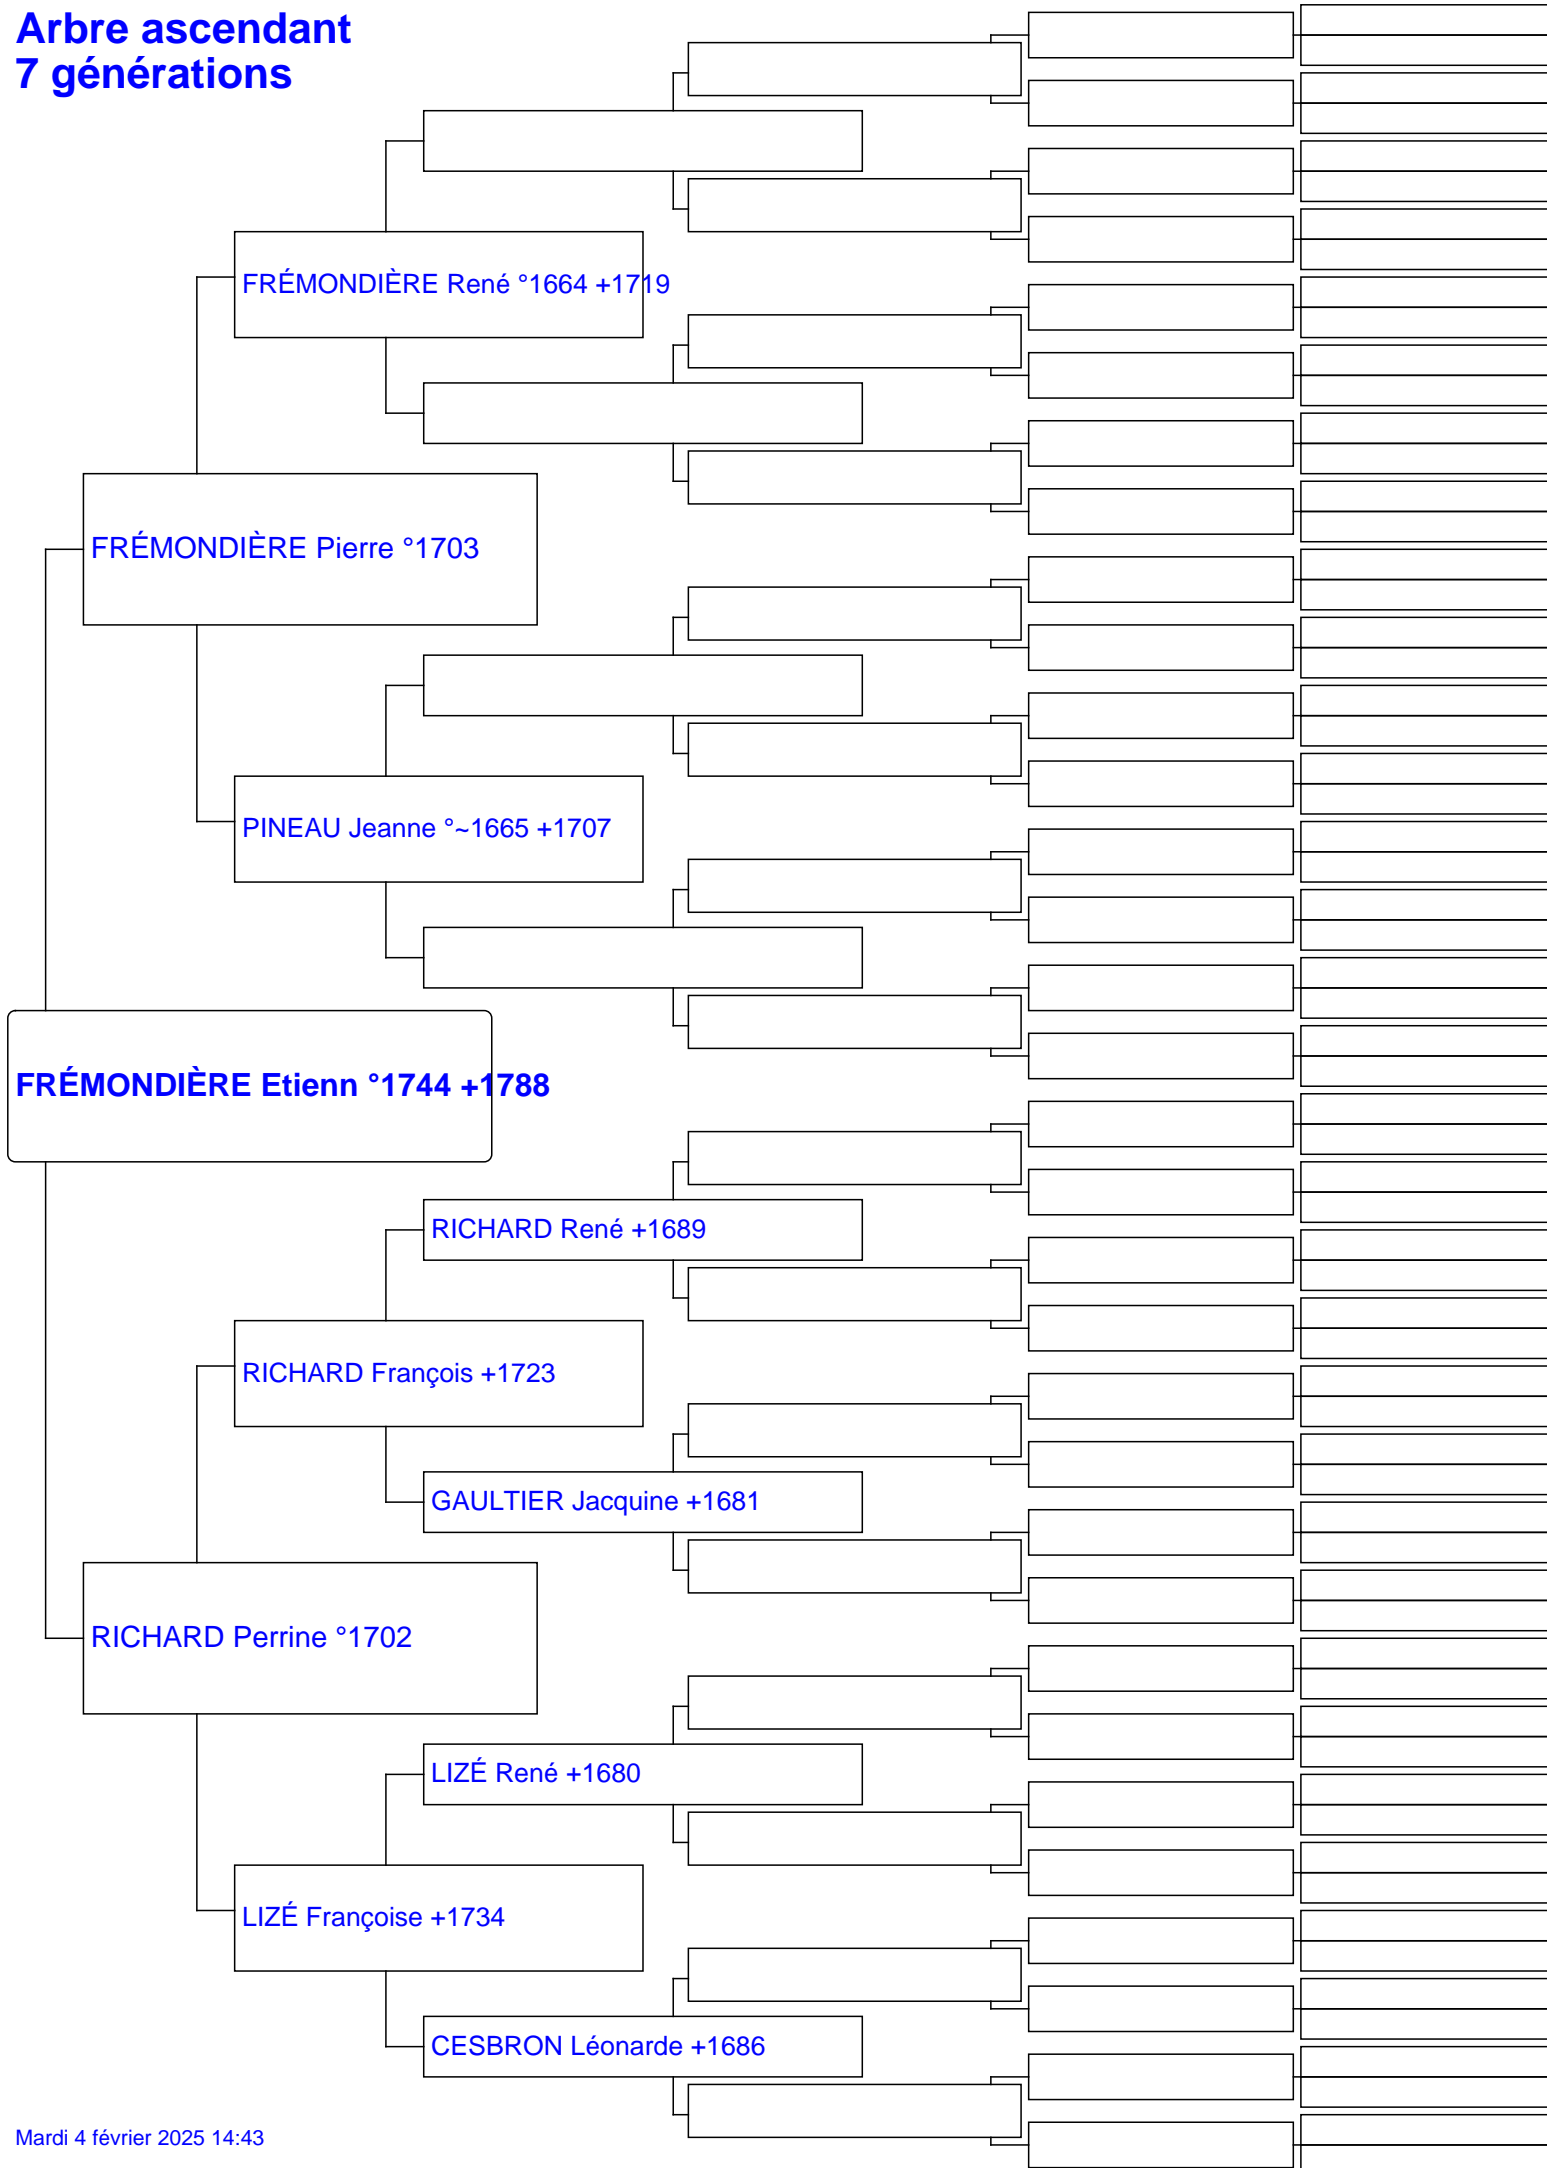 Arbre ascendant
7 générations
FRÉMONDIÈRE René °1664 +1719
FRÉMONDIÈRE Pierre °1703
PINEAU Jeanne °~1665 +1707
FRÉMONDIÈRE Etienn °1744 +1788
RICHARD René +1689
RICHARD François +1723
GAULTIER Jacquine +1681
RICHARD Perrine °1702
LIZÉ René +1680
LIZÉ Françoise +1734
CESBRON Léonarde +1686
Mardi 4 février 2025 14:43